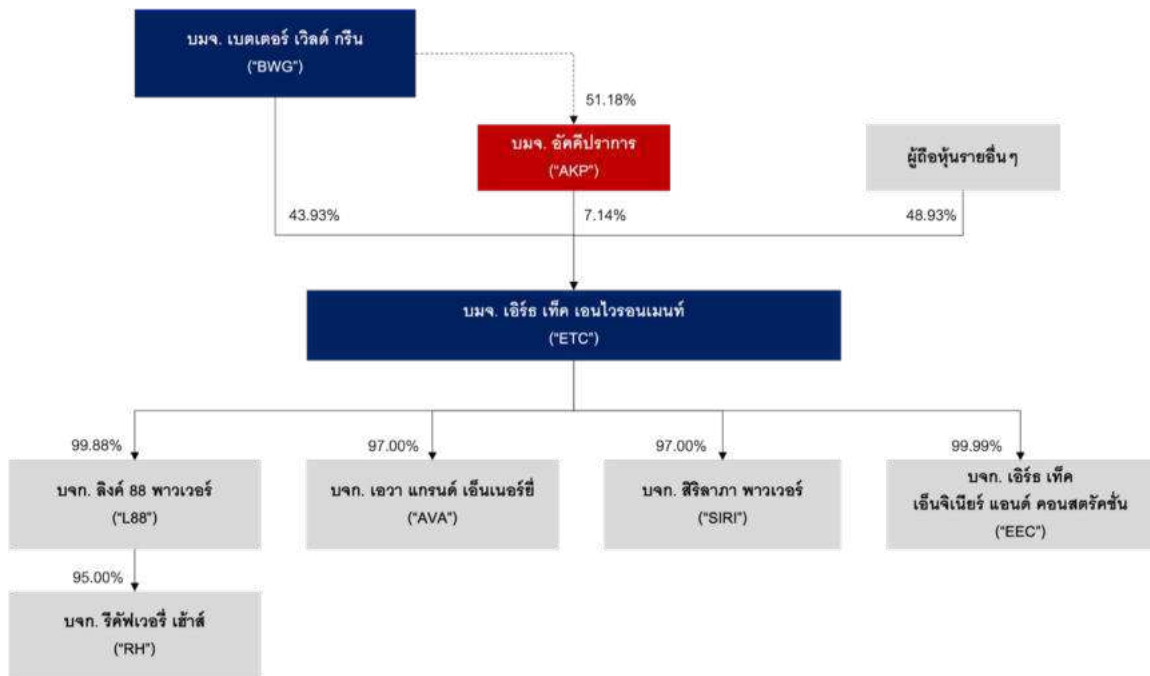 บมจ. เบตเตอร์ เวิลด์ กรีน
("BWG")
51.18%
บมจ. อัคคีปราการ
("AKP")
ผู้ถือหุ้นรายอื่นๆ
43.93%
7.14%
48.93%
บมจ. เอิร์ธ เท็ค เอนไวรอนเมนท์
("ETC")
99.88%
97.00%
97.00%
99.99%
บจก. ลิงค์ 88 พาวเวอร์
("L88")
บจก. เอวา แกรนด์ เอ็นเนอร์ยี่
("AVA")
บจก. สิริลาภา พาวเวอร์
("SIRI")
บจก. เอิร์ธ เท็ค
เอ็นจิเนียร์ แอนด์ คอนสตรัคชั่น
("EEC")
95.00%
บจก. รีคัฟเวอรี่ เฮ้าส์
("RH")